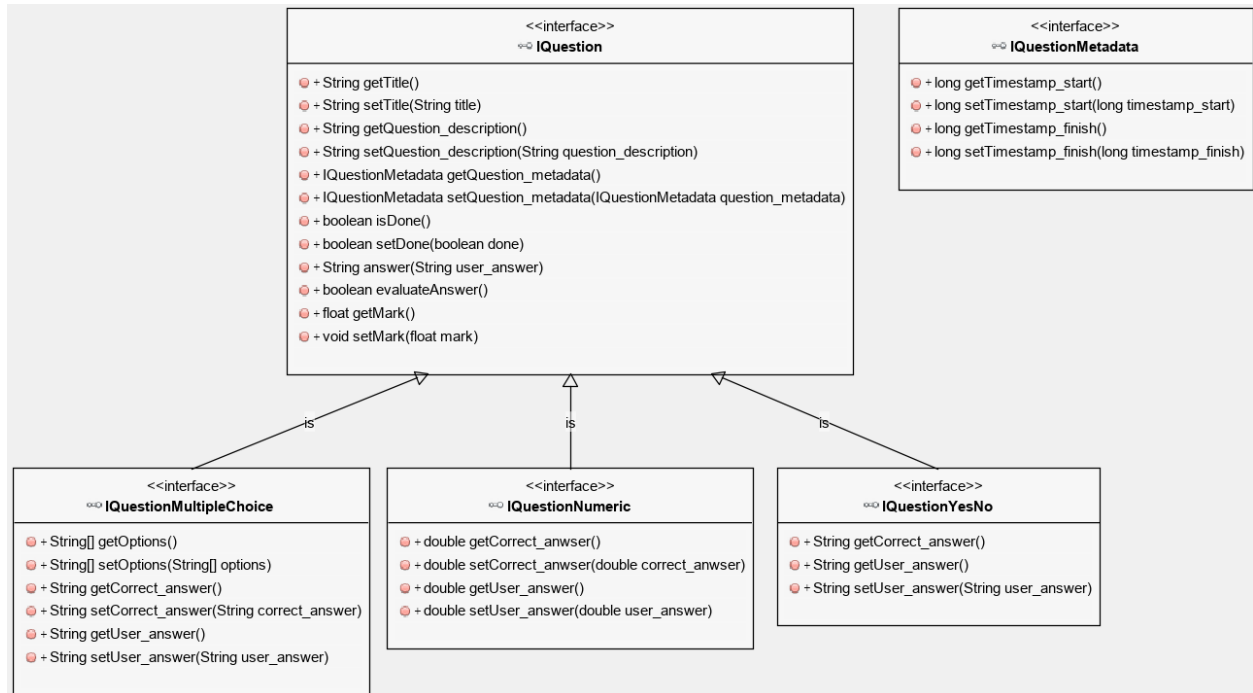 <<interface>>
IQuestion
+ String getTitle()
+ String setTitle(String title)
+ String getQuestion_description()
+ String setQuestion_description(String question_description)
+ IQuestionMetadata getQuestion_metadata()
+ IQuestionMetadata setQuestion_metadata(IQuestionMetadata question_metadata)
+ boolean isDone()
+ boolean setDone(boolean done)
+ String answer(String user_answer)
+ boolean evaluateAnswer()
+ float getMark()
+ void setMark(float mark)
<<interface>>
IQuestionMetadata
+ long getTimestamp_start()
+ long setTimestamp_start(long timestamp_start)
+ long getTimestamp_finish()
+ long setTimestamp_finish(long timestamp_finish)
is
is
is
<<interface>>
IQuestionMultipleChoice
+ String[] getOptions()
+ String[] setOptions(String[] options)
+ String getCorrect_answer()
+ String setCorrect_answer(String correct_answer)
+ String getUser_answer()
+ String setUser_answer(String user_answer)
<<interface>>
IQuestionNumeric
+ double getCorrect_anwser()
+ double setCorrect_anwser(double correct_anwser)
+ double getUser_answer()
+ double setUser_answer(double user_answer)
<<interface>>
IQuestionYesNo
+ String getCorrect_answer()
+ String getUser_answer()
+ String setUser_answer(String user_answer)